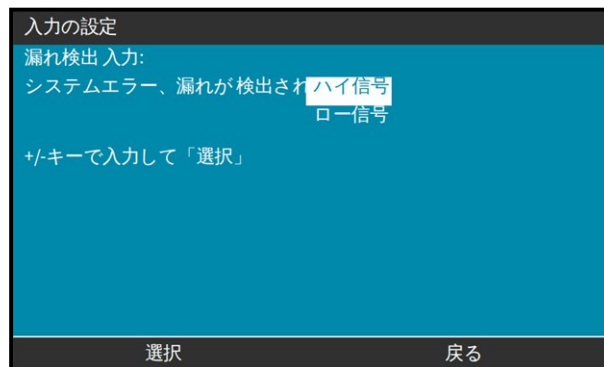 入力の設定
漏れ検出 入力:
システムエラー、漏れが 検出され ハイ信号
ロー信号
+/-キーで入力して「選択」
選択 戻る